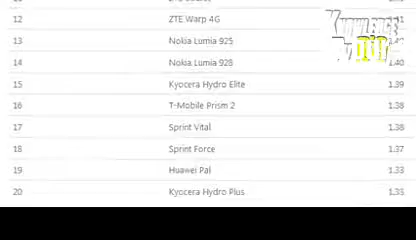 12 ZTE Warp 4G
13 Nokia Lumia 925
14 Nokia Lumia 928 1.40
15 Kyocera Hydro Elite 1.39
16 T-Mobile Prism 2 1.38
17 Sprint Vital 1.38
18 Sprint Force 1.37
19 Huawei Pal 1.33
20 Kyocera Hydro Plus 1.33